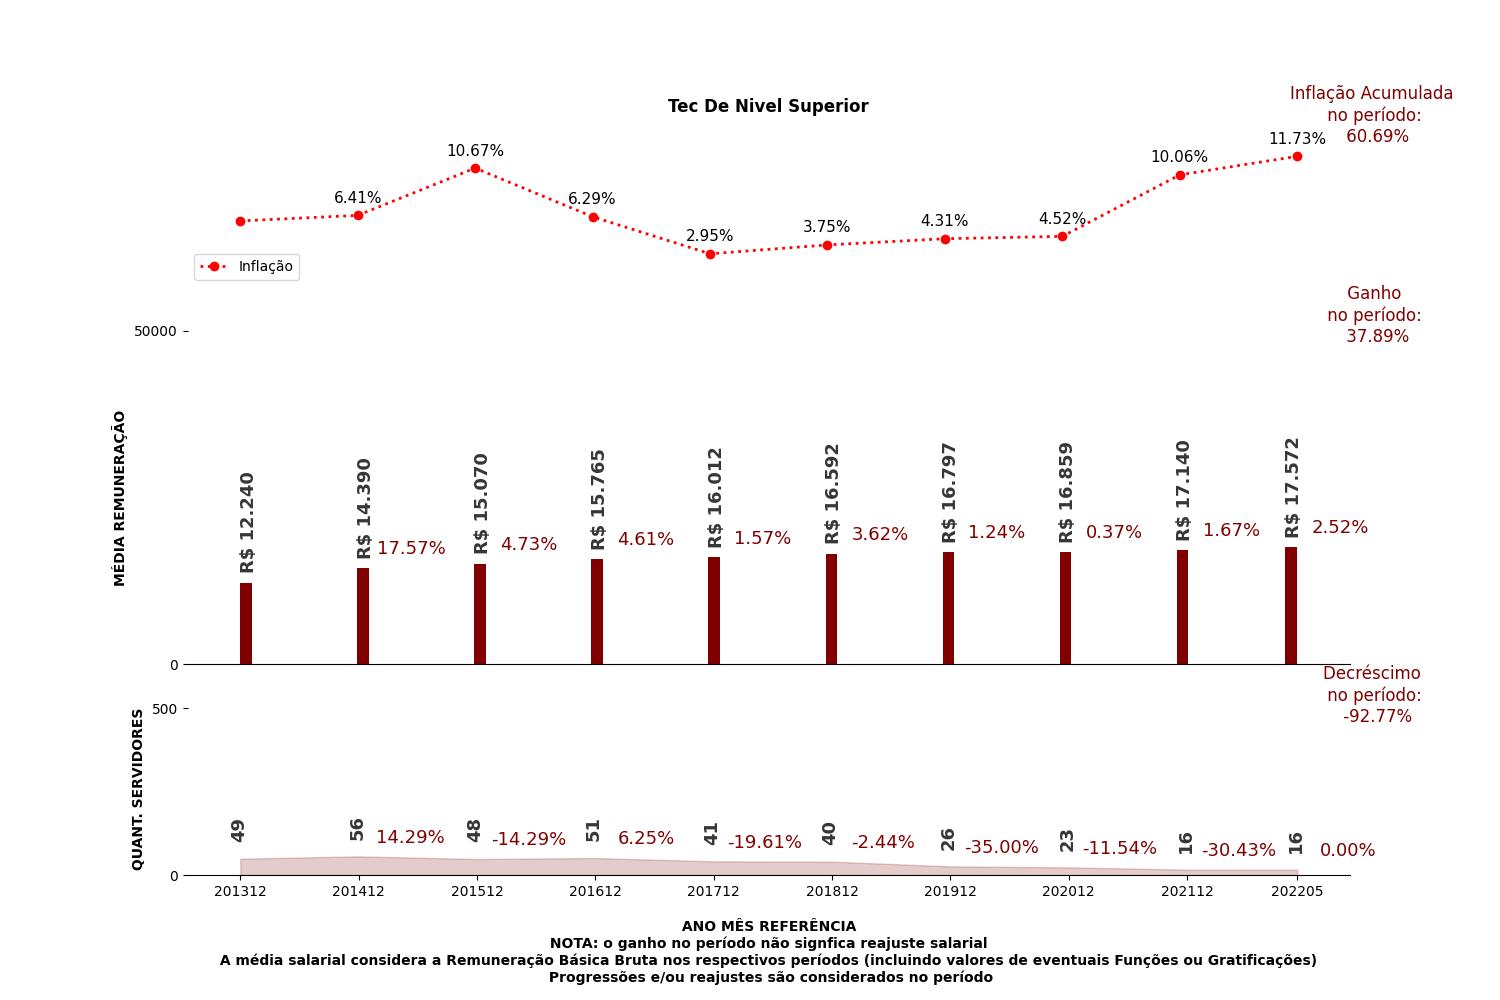 Tec De Nivel Superior
Inflação Acumulada
no período:
60.69%
6.41%
10.67%
6.29%
2.95%
3.75%
4.31%
4.52%
10.06%
11.73%
Inflação
Ganho
no período:
37.89%
MÉDIA REMUNERAÇÃO
50000
0
R$ 12.240
R$ 14.390
17.57%
R$ 15.070
4.73%
R$ 15.765
4.61%
R$ 16.012
1.57%
R$ 16.592
3.62%
R$ 16.797
1.24%
R$ 16.859
0.37%
R$ 17.140
1.67%
R$ 17.572
2.52%
Decréscimo
no período:
-92.77%
QUANT. SERVIDORES
500
0
49
56
14.29%
48
-14.29%
51
6.25%
41
-19.61%
40
-2.44%
26
-35.00%
23
-11.54%
16
-30.43%
16
0.00%
201312
201412
201512
201612
201712
201812
201912
202012
202112
202205
ANO MÊS REFERÊNCIA
NOTA: o ganho no período não signfica reajuste salarial
A média salarial considera a Remuneração Básica Bruta nos respectivos períodos (incluindo valores de eventuais Funções ou Gratificações)
Progressões e/ou reajustes são considerados no período